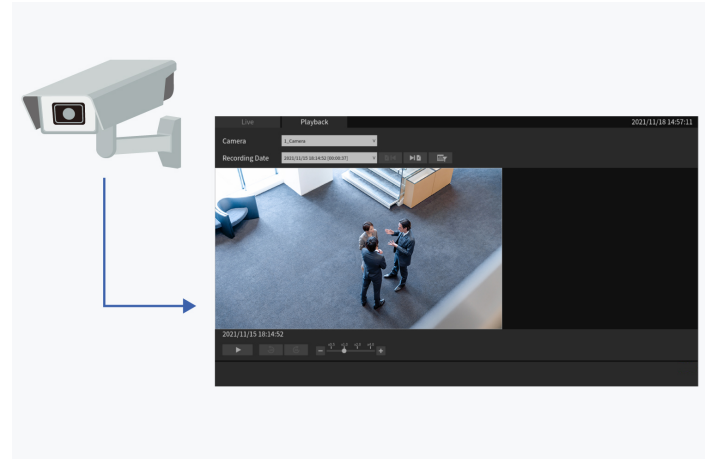 Live Playback 2021/11/18 14:57:11
Camera 1_Camera
Recording Date 2021/11/15 18:14:52 [00:00:37]
2021/11/15 18:14:52